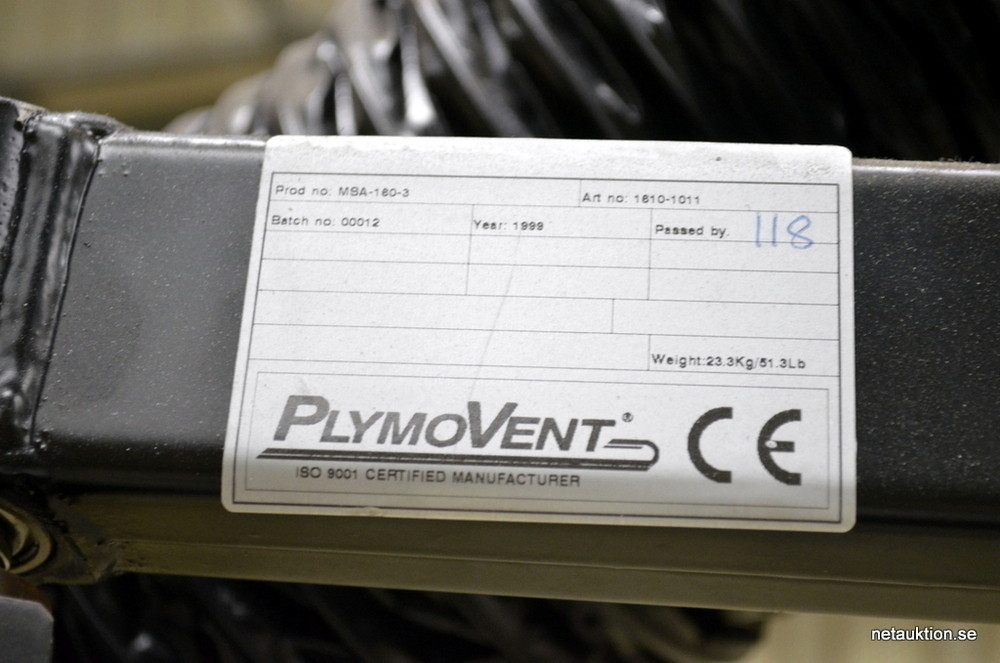 Prod no: MSA-160-3 Art no: 1610-1011
Batch no: 00012 Year: 1999 Passed by. 118
Weight:23.3Kg/51.3Lb
PLYMOVENT® CE
ISO 9001 CERTIFIED MANUFACTURER
netauktion.se